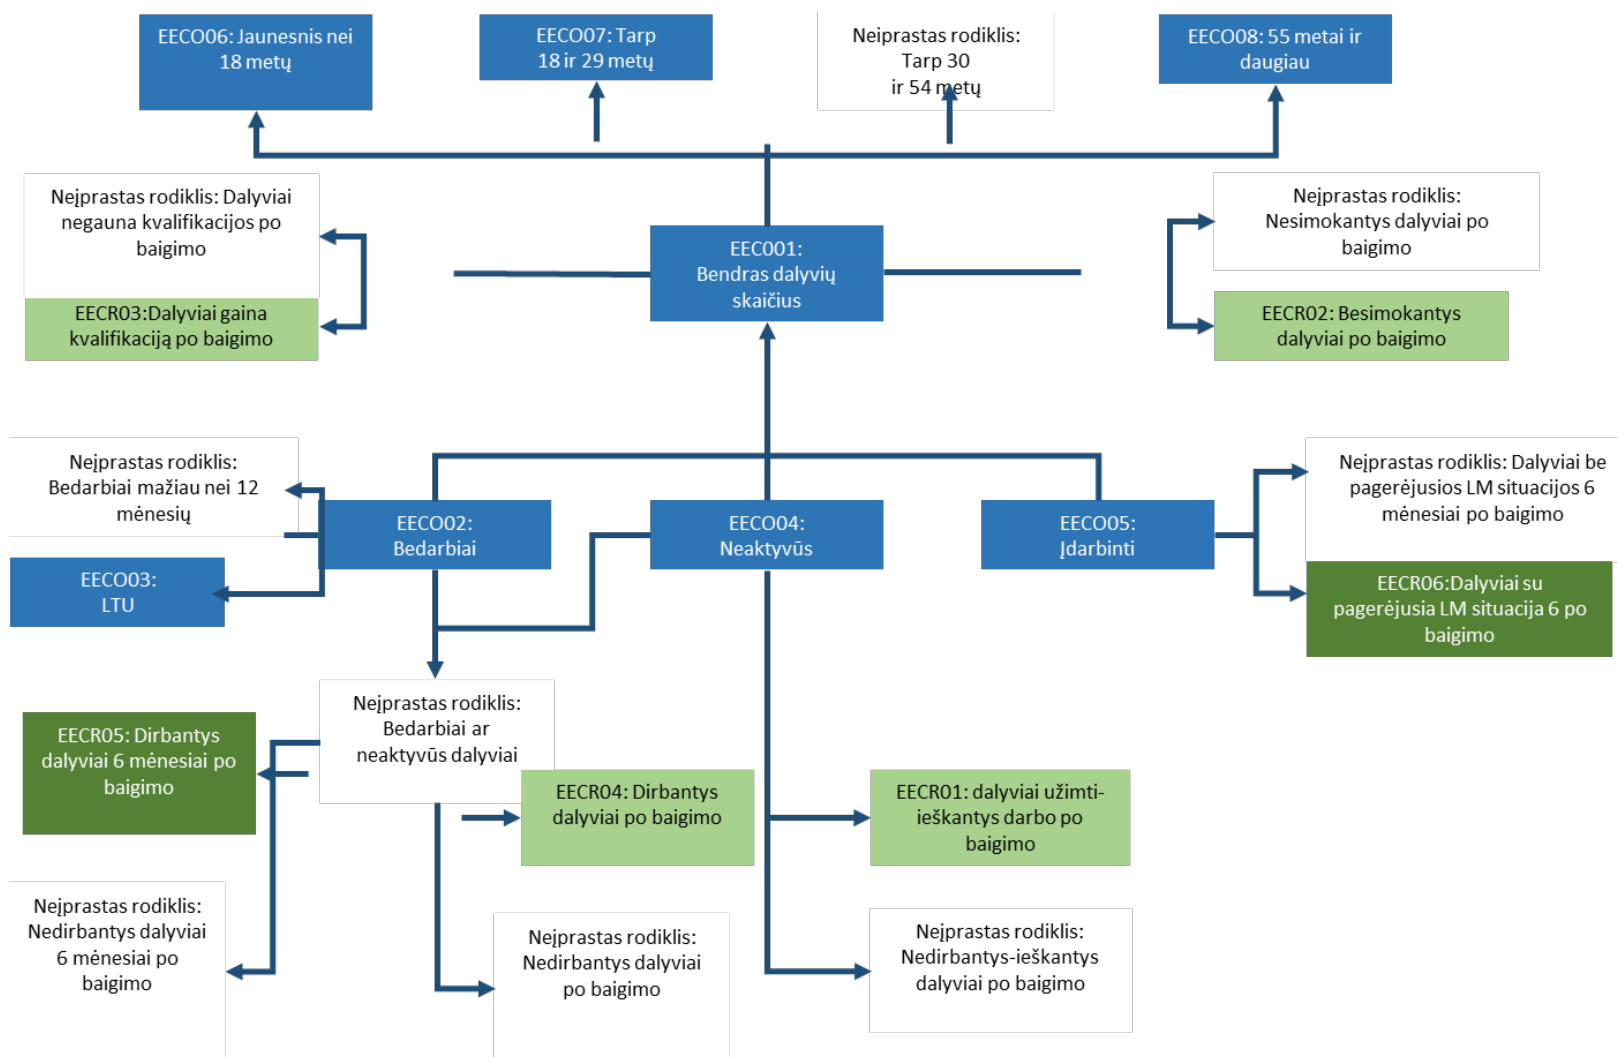 EECO06: Jaunesnis nei
18 metų
EECO07: Tarp
18 ir 29 metų
Neiprastas rodiklis:
Tarp 30
ir 54 metų
EECO08: 55 metai ir
daugiau
Neįprastas rodiklis: Dalyviai
negauna kvalifikacijos po
baigimo
EECR03:Dalyviai gaina
kvalifikaciją po baigimo
EEC001:
Bendras dalyvių
skaičius
Neįprastas rodiklis:
Nesimokantys dalyviai po
baigimo
EECR02: Besimokantys
dalyviai po baigimo
Neįprastas rodiklis:
Bedarbiai mažiau nei 12
mėnesių
EECO03:
LTU
EECO02:
Bedarbiai
EECO04:
Neaktyvūs
EECO05:
Įdarbinti
Neįprastas rodiklis: Dalyviai be
pagerėjusios LM situacijos 6
mėnesiai po baigimo
EECR06:Dalyviai su
pagerėjusia LM situacija 6 po
baigimo
Neįprastas rodiklis:
Bedarbiai ar
neaktyvūs dalyviai
EECR05: Dirbantys
dalyviai 6 mėnesiai po
baigimo
EECR04: Dirbantys
dalyviai po baigimo
EECR01: dalyviai užimti-
ieškantys darbo po
baigimo
Neįprastas rodiklis:
Nedirbantys dalyviai
6 mėnesiai po
baigimo
Neįprastas rodiklis:
Nedirbantys dalyviai
po baigimo
Neįprastas rodiklis:
Nedirbantys-ieškantys
dalyviai po baigimo